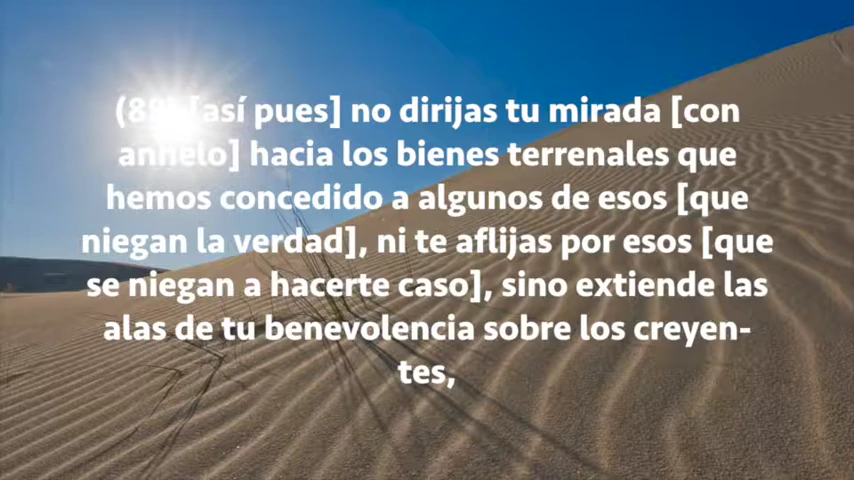 (88) [así pues] no dirijas tu mirada [con
anhelo] hacia los bienes terrenales que
hemos concedido a algunos de esos [que
niegan la verdad], ni te aflijas por esos [que
se niegan a hacerte caso], sino extiende las
alas de tu benevolencia sobre los creyen-
tes,